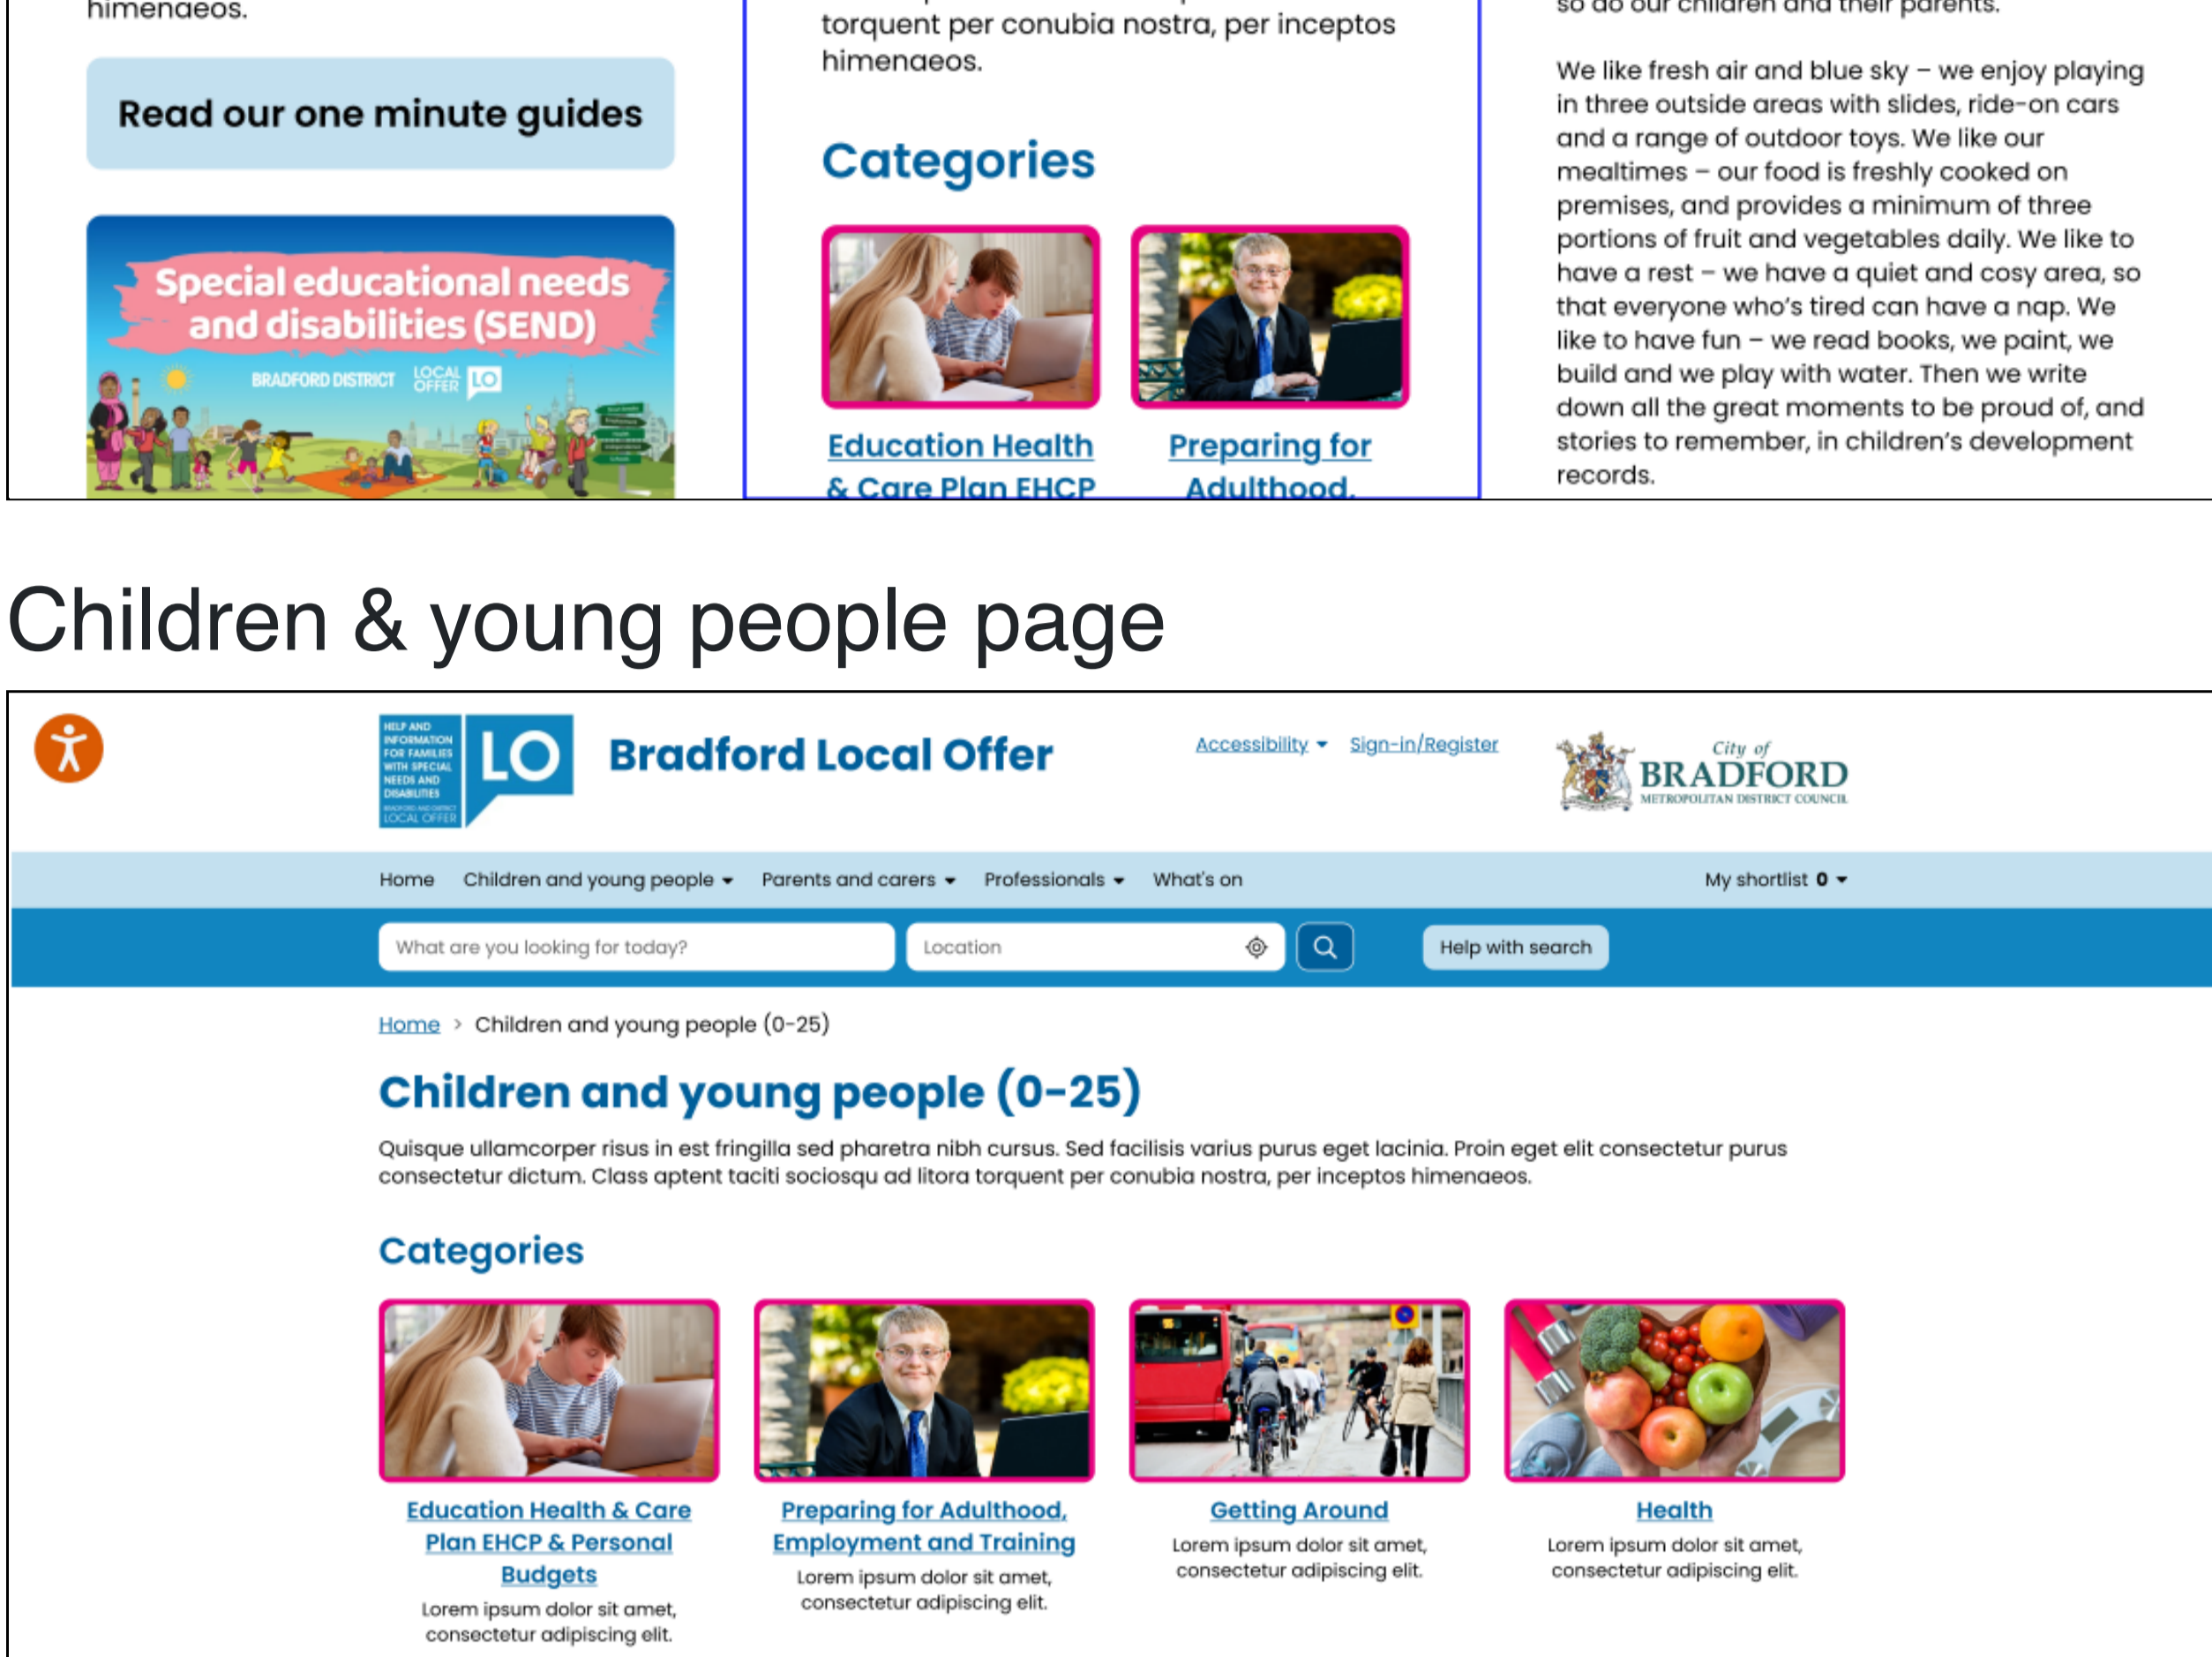 himenaeos.
Read our one minute guides
Special educational needs
and disabilities (SEND)
BRADFORD DISTRICT
LOCAL
OFFER
LO
torquent per conubia nostra, per inceptos
himenaeos.
Categories
Education Health
& Care Plan EHCP
Preparing for
Adulthood,
so do our children and their parents.
We like fresh air and blue sky – we enjoy playing
in three outside areas with slides, ride-on cars
and a range of outdoor toys. We like our
mealtimes – our food is freshly cooked on
premises, and provides a minimum of three
portions of fruit and vegetables daily. We like to
have a rest – we have a quiet and cosy area, so
that everyone who's tired can have a nap. We
like to have fun – we read books, we paint, we
build and we play with water. Then we write
down all the great moments to be proud of, and
stories to remember, in children's development
records.
Children & young people page
HELP AND
INFORMATION
FOR FAMILIES
WITH SPECIAL
NEEDS AND
DISABILITIES
BRADFORD AND DISTRICT
LOCAL OFFER
LO
Bradford Local Offer
Accessibility
Sign-in/Register
City of
BRADFORD
METROPOLITAN DISTRICT COUNCIL
Home
Children and young people
Parents and carers
Professionals
What's on
My shortlist 0
What are you looking for today?
Location
Help with search
Home > Children and young people (0-25)
Children and young people (0-25)
Quisque ullamcorper risus in est fringilla sed pharetra nibh cursus. Sed facilisis varius purus eget lacinia. Proin eget elit consectetur purus
consectetur dictum. Class aptent taciti sociosqu ad litora torquent per conubia nostra, per inceptos himenaeos.
Categories
Education Health & Care
Plan EHCP & Personal
Budgets
Lorem ipsum dolor sit amet,
consectetur adipiscing elit.
Preparing for Adulthood,
Employment and Training
Lorem ipsum dolor sit amet,
consectetur adipiscing elit.
Getting Around
Lorem ipsum dolor sit amet,
consectetur adipiscing elit.
Health
Lorem ipsum dolor sit amet,
consectetur adipiscing elit.